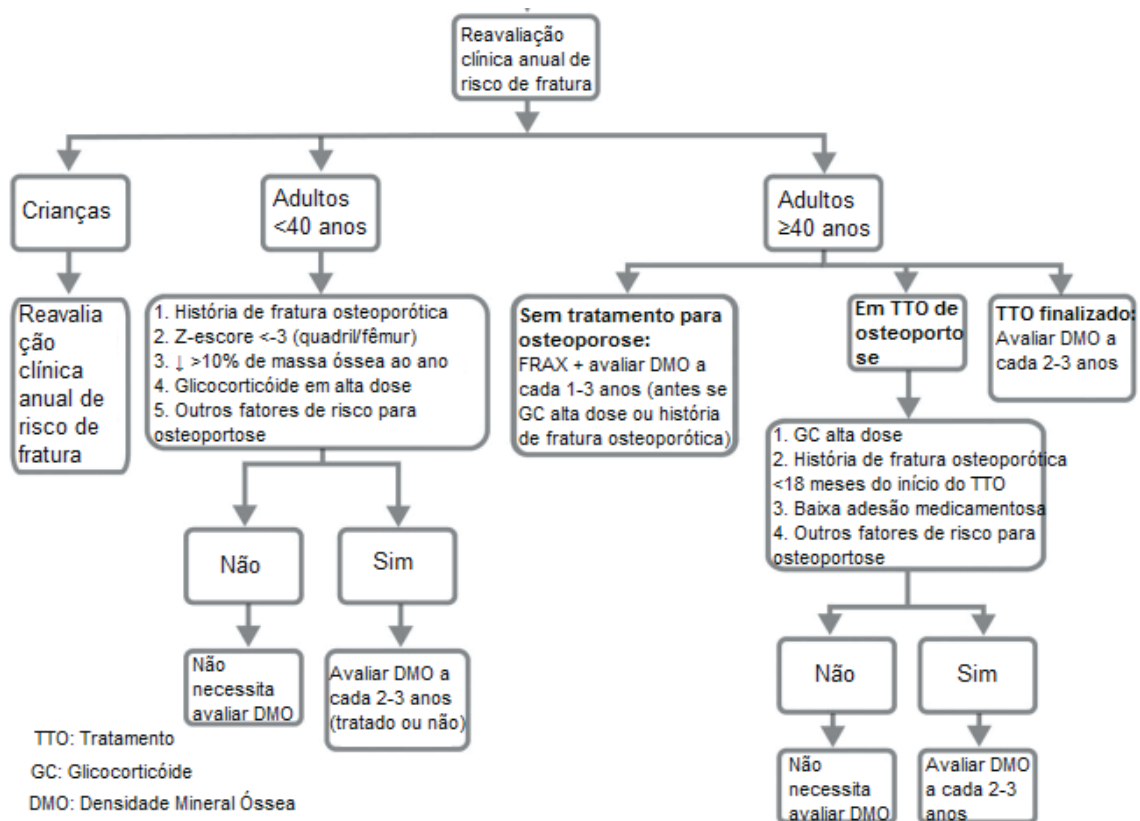 Reavaliação
clínica anual de
risco de fratura
Crianças
Adultos
<40 anos
Adultos
≥40 anos
Reavalia
ção
clínica
anual de
risco de
fratura
1. História de fratura osteoporótica
2. Z-escore <-3 (quadril/fêmur)
3. ↓ >10% de massa óssea ao ano
4. Glicocorticóide em alta dose
5. Outros fatores de risco para
osteoportose
Sem tratamento para
osteoporose:
FRAX + avaliar DMO a
cada 1-3 anos (antes se
GC alta dose ou história
de fratura osteoporótica)
Em TTO de
osteoporto
se
TTO finalizado:
Avaliar DMO a
cada 2-3 anos
1. GC alta dose
2. História de fratura osteoporótica
<18 meses do início do TTO
3. Baixa adesão medicamentosa
4. Outros fatores de risco para
osteoportose
Não
Sim
Não
necessita
avaliar DMO
Avaliar DMO a
cada 2-3 anos
(tratado ou não)
Não
Sim
Não
necessita
avaliar DMO
Avaliar DMO
a cada 2-3
anos
TTO: Tratamento
GC: Glicocorticóide
DMO: Densidade Mineral Óssea